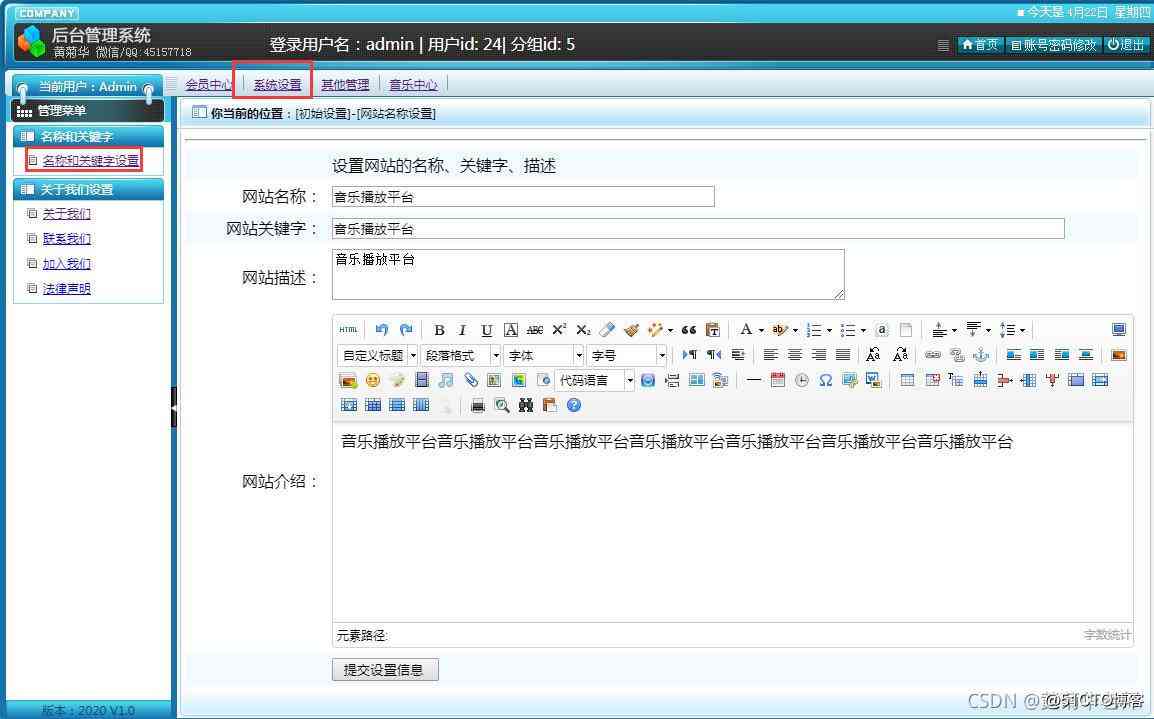 COMPANY
■ 今天是 4月22日 星期四
后台管理系统
黄菊华 微信/QQ 45157718
登录用户名：admin | 用户id: 24| 分组id: 5
首页 账号密码修改 退出
当前用户：Admin
会员中心 系统设置 其他管理 音乐中心
管理菜单
你当前的位置：[初始设置]-[网站名称设置]
名称和关键字
名称和关键字设置
关于我们设置
关于我们
联系我们
加入我们
法律声明
设置网站的名称、关键字、描述
网站名称： 音乐播放平台
网站关键字： 音乐播放平台
网站描述： 音乐播放平台
HTML B I U A ABC X² X₂ A ab a
自定义标题 段落格式 字体 字号
代码语言
音乐播放平台音乐播放平台音乐播放平台音乐播放平台音乐播放平台音乐播放平台音乐播放平台
网站介绍：
元素路径: 字数统计
提交设置信息
版本：2020 V1.0
CSDN @51CTO博客